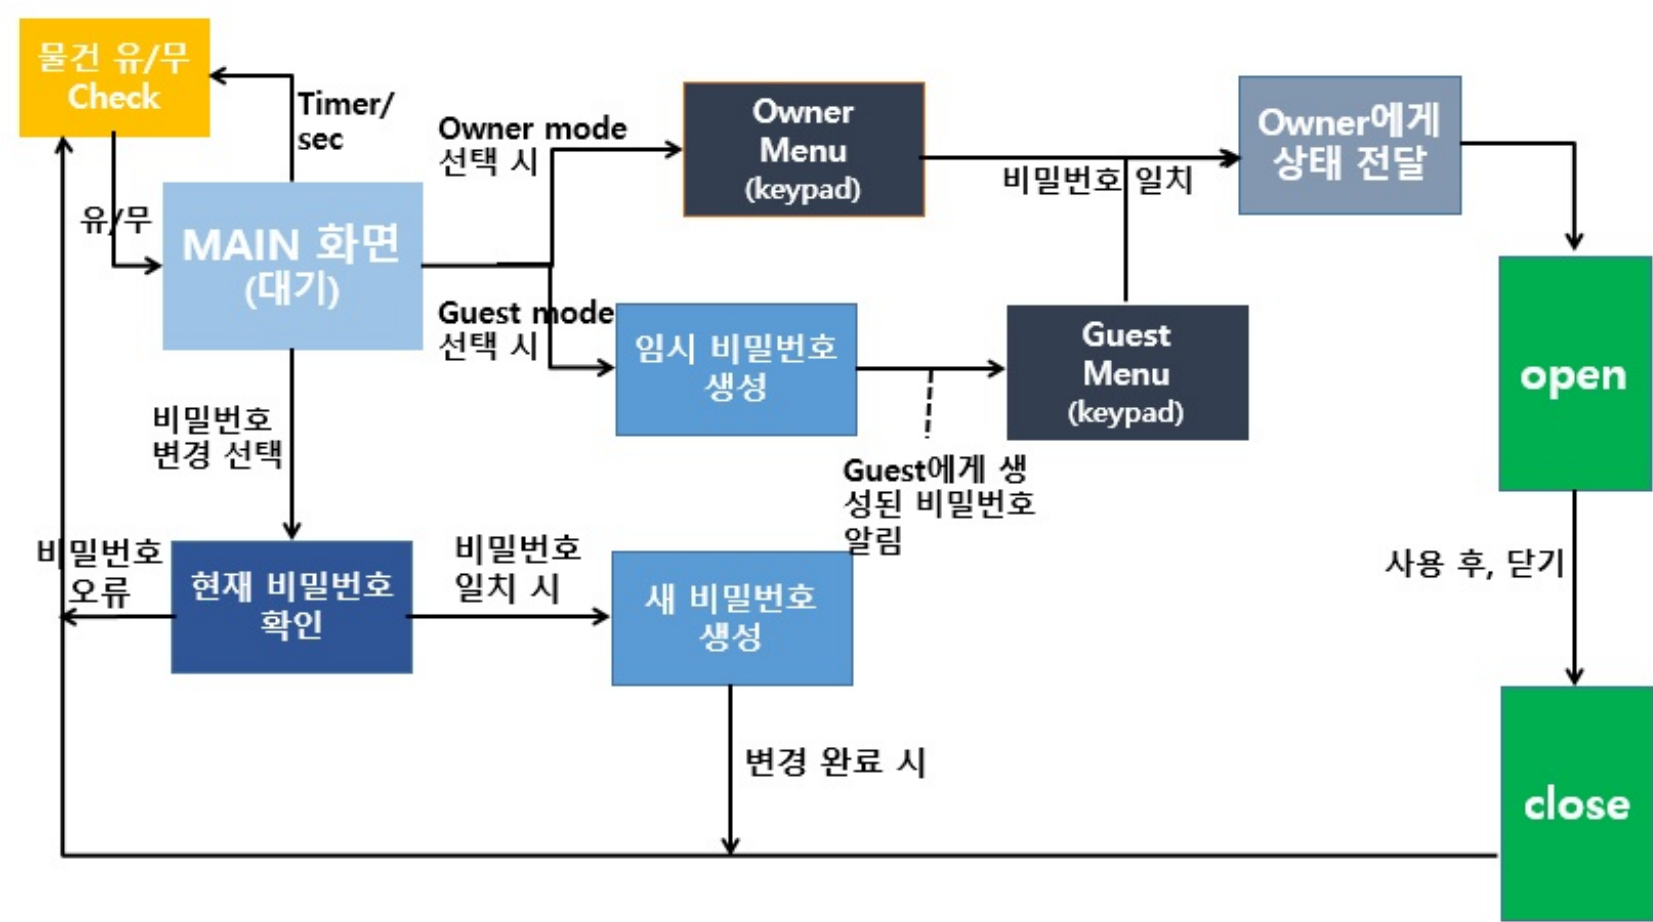 물건 유/무
Check
Timer/
sec
유/무
MAIN 화면
(대기)
Owner mode
선택 시
Owner
Menu
(keypad)
비밀번호 일치
Owner에게
상태 전달
Guest mode
선택 시
임시 비밀번호
생성
Guest
Menu
(keypad)
Guest에게 생
성된 비밀번호
알림
open
사용 후, 닫기
close
비밀번호
변경 선택
비밀번호
오류
현재 비밀번호
확인
비밀번호
일치 시
새 비밀번호
생성
변경 완료 시